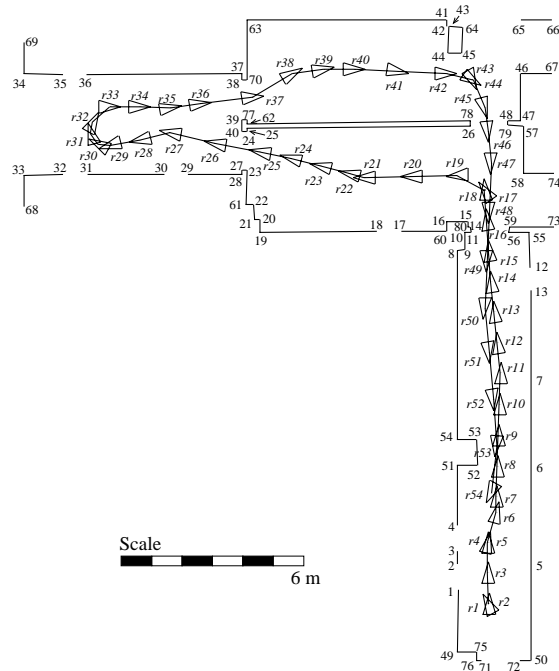 43
41
63 42 64 65 66
69
44 45
37 r38 r39 r40 r41 r42 r43 r44 46 67
34 35 36 38 70
r33 r34 r35 r36 r37 r45
r32 39 77 62 78 48 47
r31 40 25 r46 26 79 57
r30 r29 r28 r27 r26 24 r24
r25 r23 r22 r21 r20 r19 r47
33 32 31 30 29 27 23 58 74
28 r18 r17
68 61 22 r48
21 20 16 15 80 14 59 73
19 18 17 60 10 11 r16 56 55
8 9 r49 r15 12
r14 13
r50 r13
r12
r51
r11 7
r52 r10
54 53 r9
r53
51 52 r8 6
r54 r7
4 r6
Scale 3 r4 r5
2 5
6 m r3
1
r1 r2
49 75
76 71 72 50